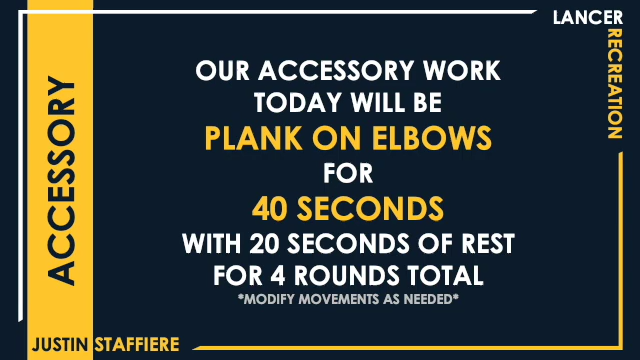 LANCER
RECREATION
ACCESSORY
OUR ACCESSORY WORK
TODAY WILL BE
PLANK ON ELBOWS
FOR
40 SECONDS
WITH 20 SECONDS OF REST
FOR 4 ROUNDS TOTAL
*MODIFY MOVEMENTS AS NEEDED*
JUSTIN STAFFIERE